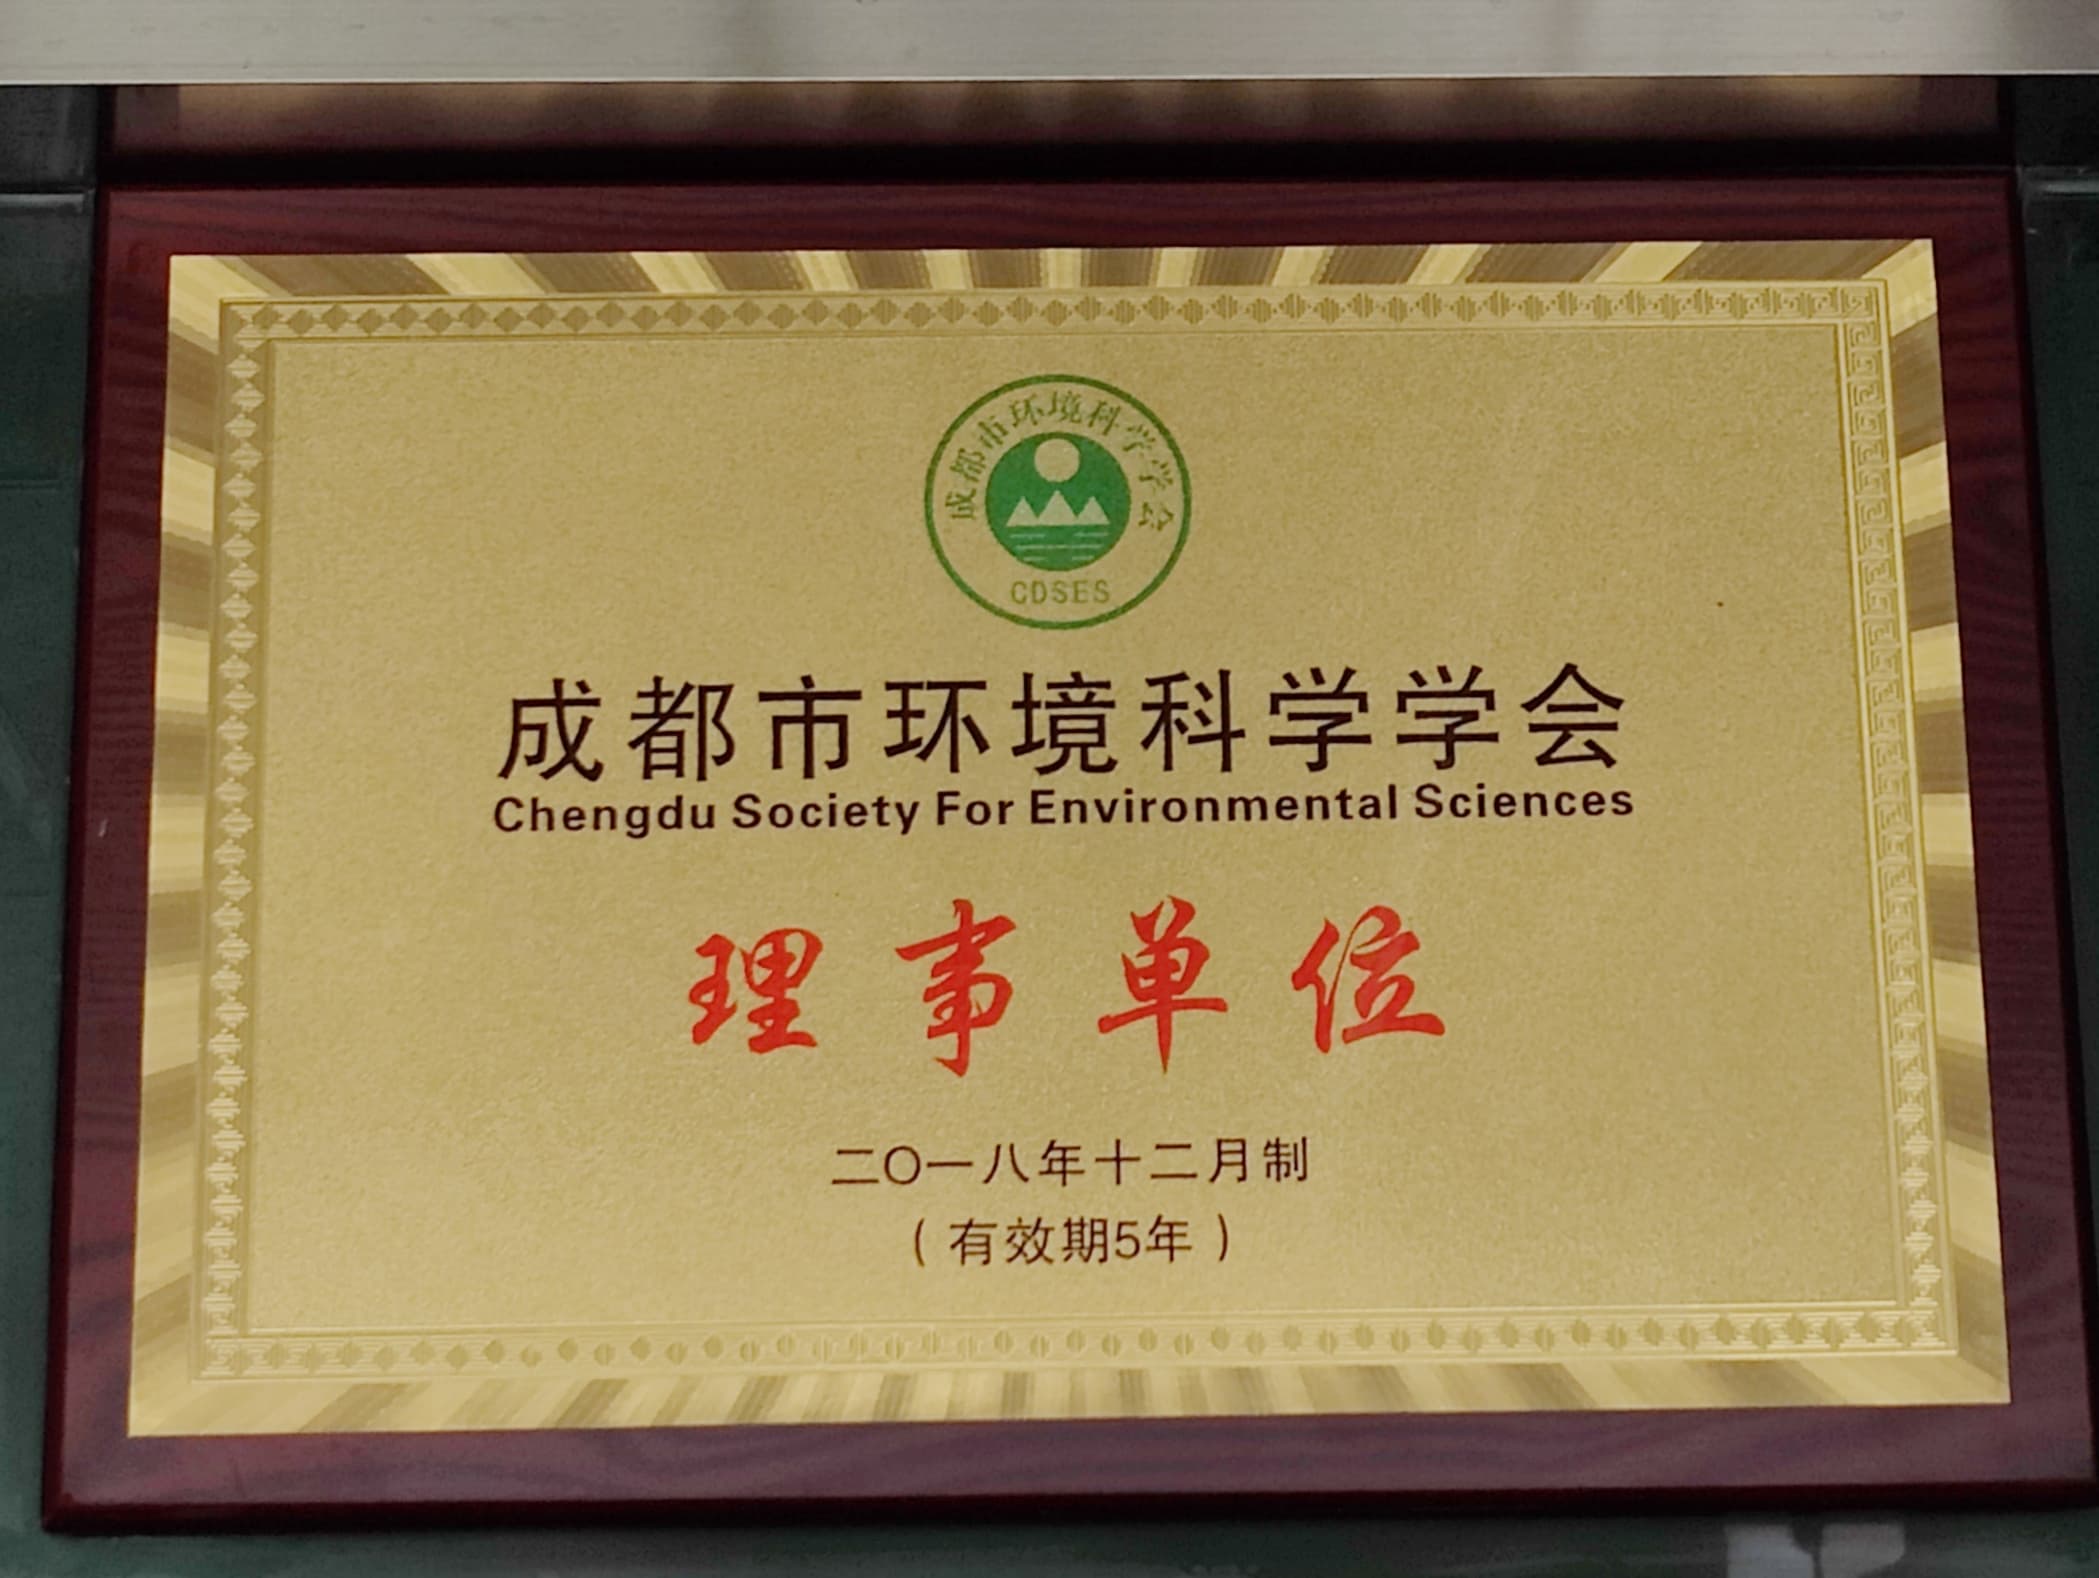 成都市环境科学学会
CDSES
成都市环境科学学会
Chengdu Society For Environmental Sciences
理事单位
二〇一八年十二月制
（有效期5年）